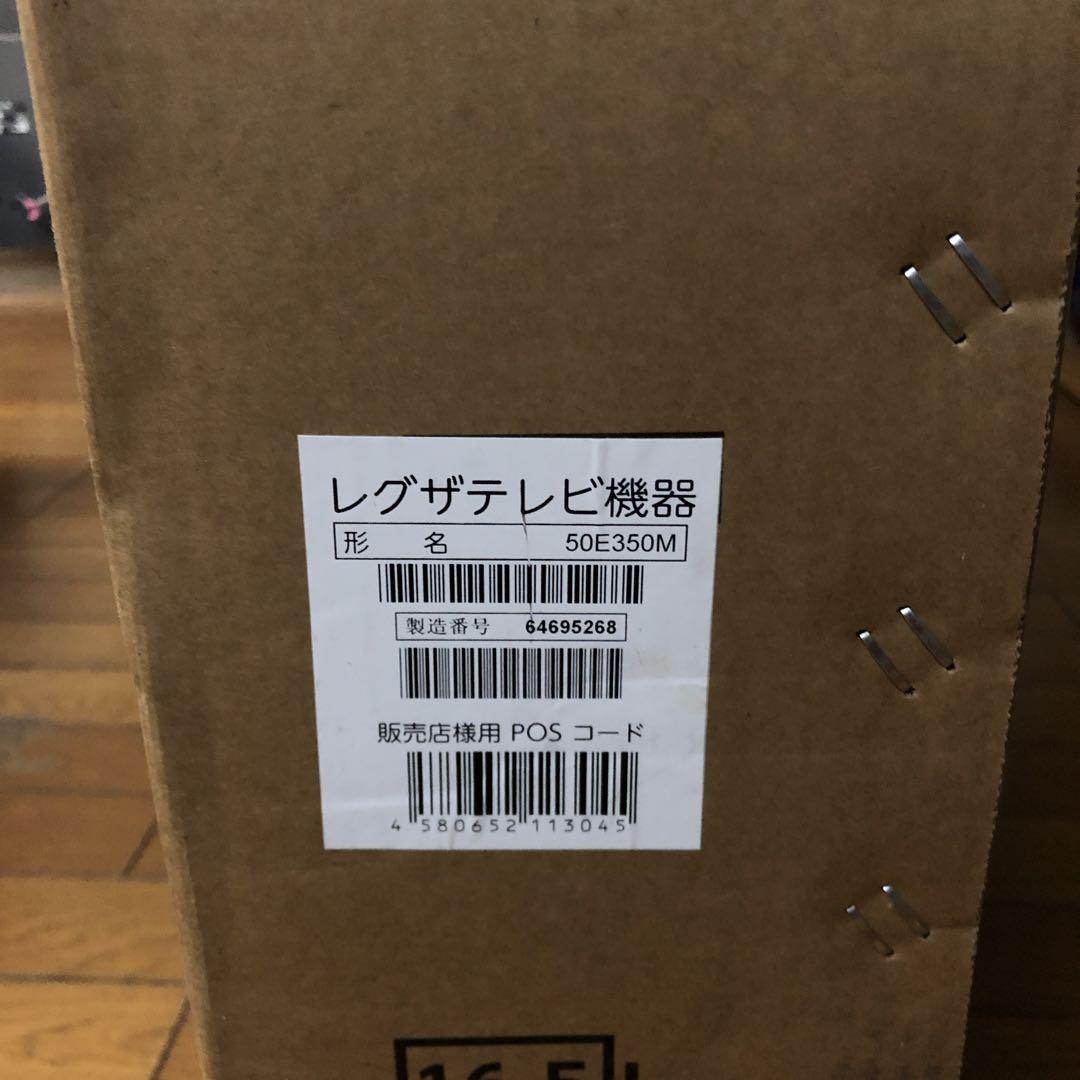 レグザテレビ機器
形 名 50E350M
製造番号 64695268
販売店様用 POS コード
4 580652 113045